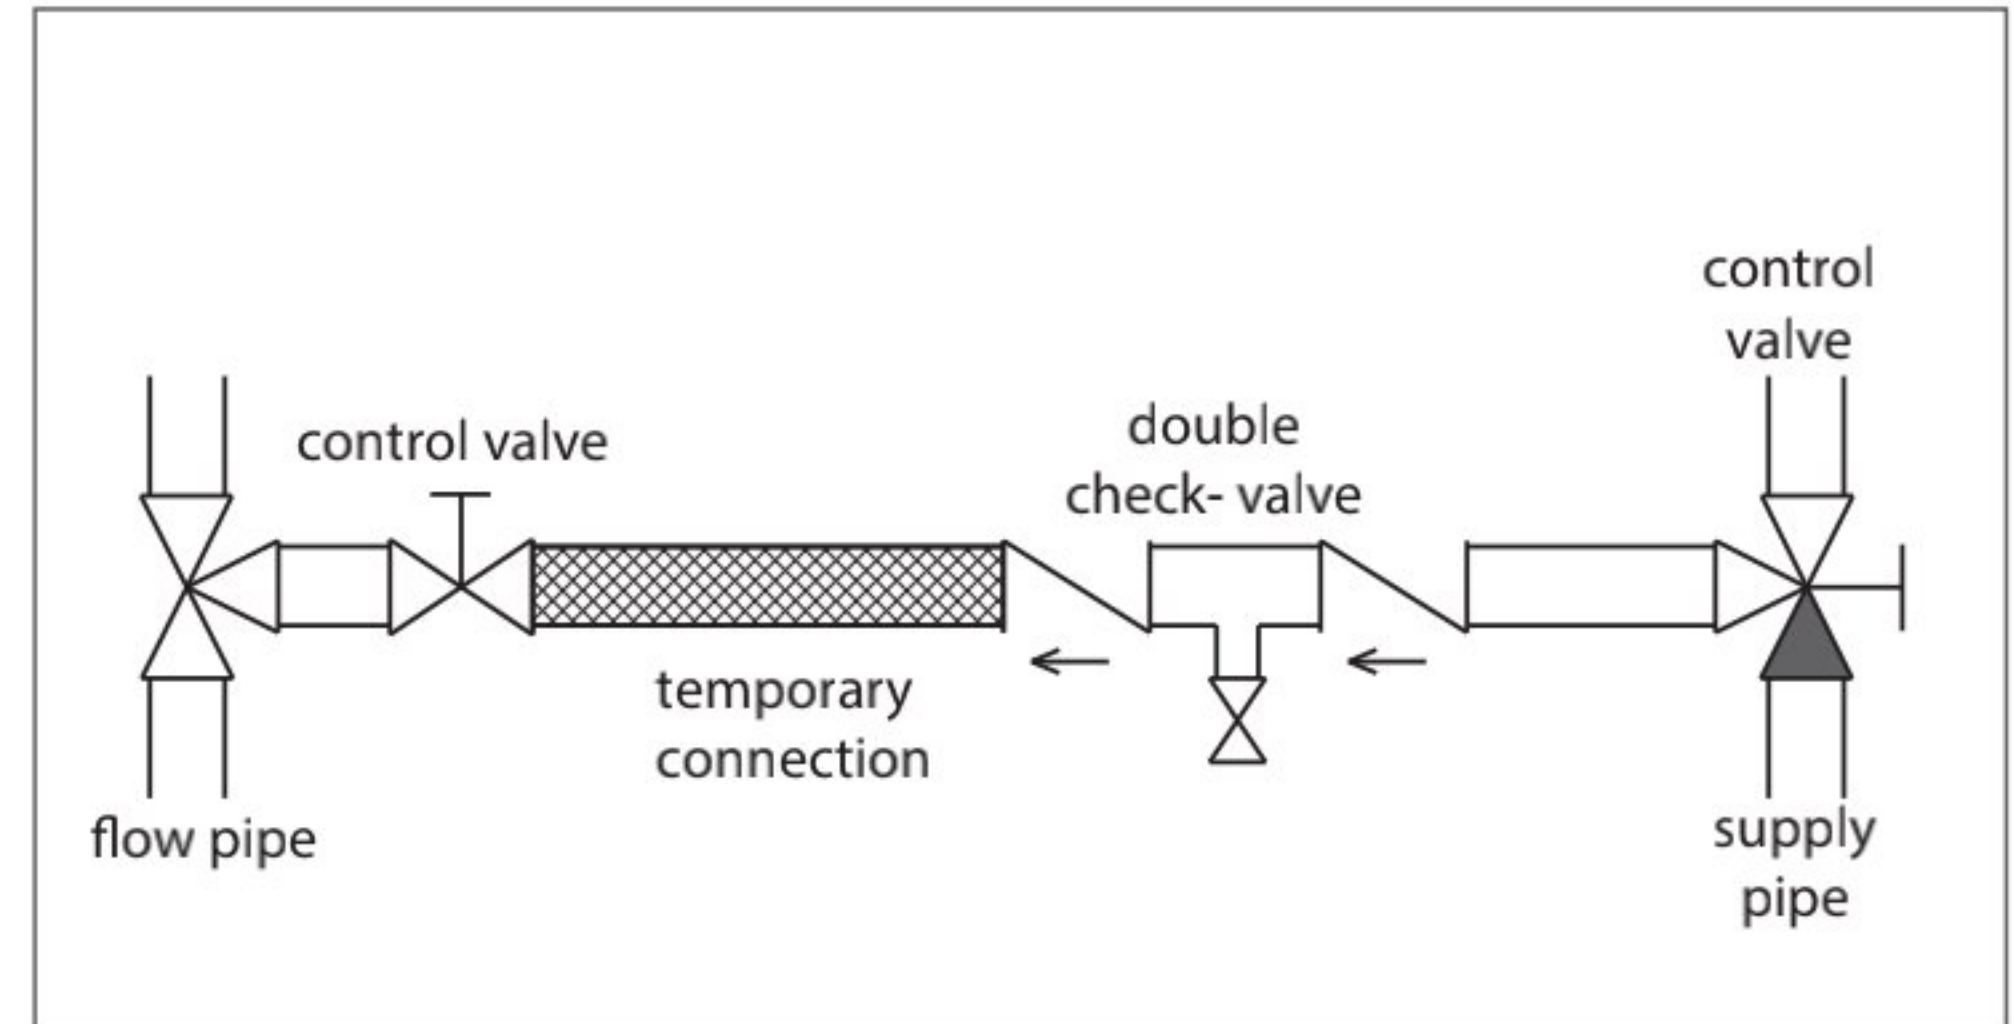 control
valve
control valve
double
check- valve
temporary
connection
flow pipe
supply
pipe